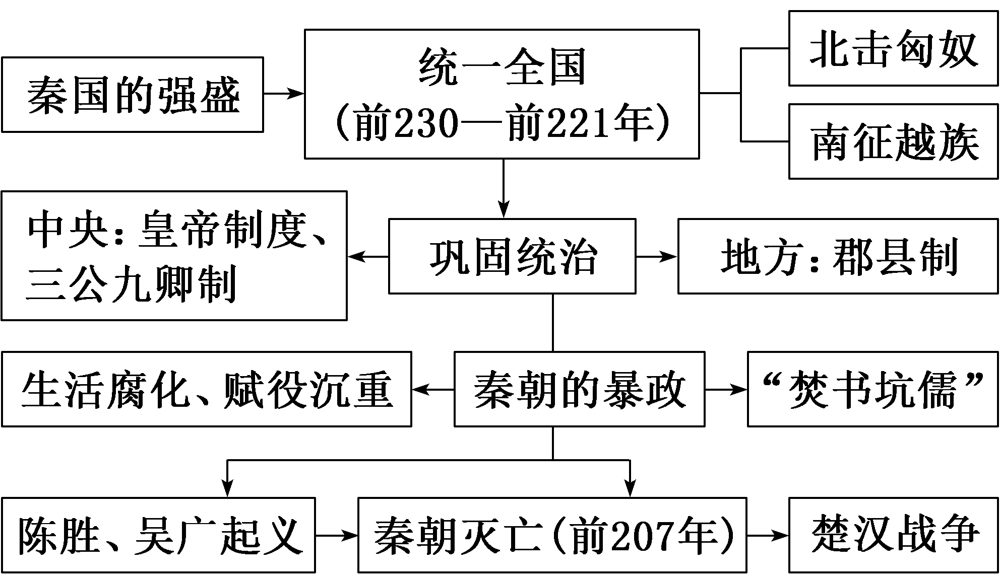 北击匈奴
秦国的强盛
统一全国
(前230—前221年)
南征越族
中央:皇帝制度、
三公九卿制
巩固统治
地方:郡县制
生活腐化、赋役沉重
秦朝的暴政
“焚书坑儒”
陈胜、吴广起义
秦朝灭亡(前207年)
楚汉战争